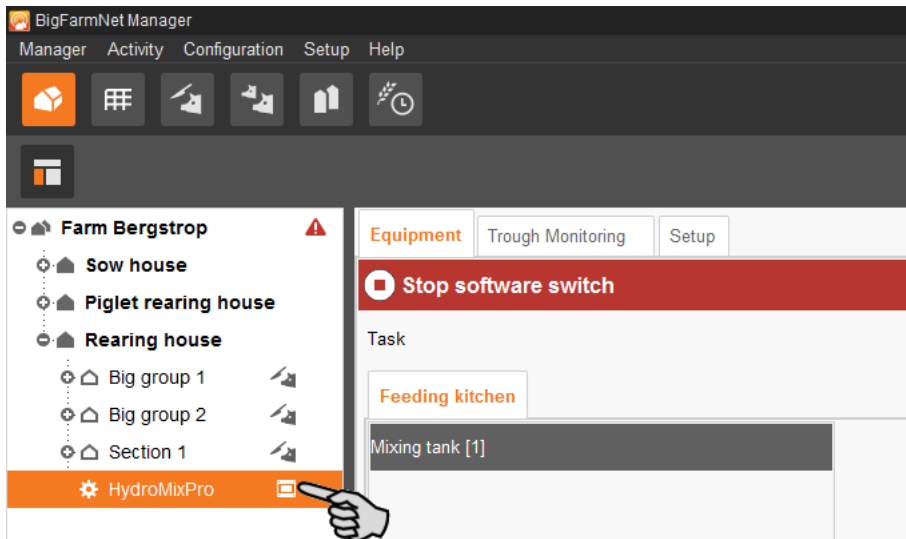 BigFarmNet Manager
Manager Activity Configuration Setup Help
Farm Bergstrop
Sow house
Piglet rearing house
Rearing house
Big group 1
Big group 2
Section 1
HydroMixPro
Equipment Trough Monitoring Setup
Stop software switch
Task
Feeding kitchen
Mixing tank [1]